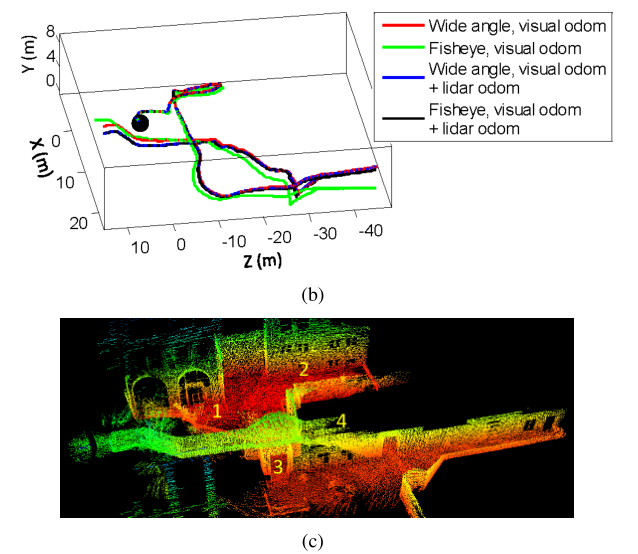 Wide angle, visual odom
Fisheye, visual odom
Wide angle, visual odom
+ lidar odom
Fisheye, visual odom
+ lidar odom
8
4
0
Y (m)
0
10
20
X (m)
10
0
-10
-20
-30
-40
Z (m)
(b)
1
2
3
4
(c)